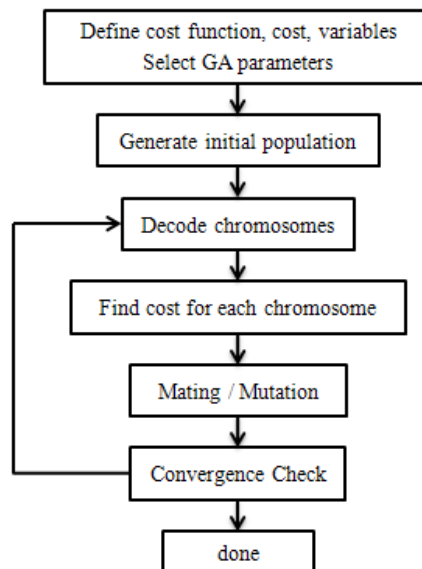 Define cost function, cost, variables
Select GA parameters
Generate initial population
Decode chromosomes
Find cost for each chromosome
Mating / Mutation
Convergence Check
done